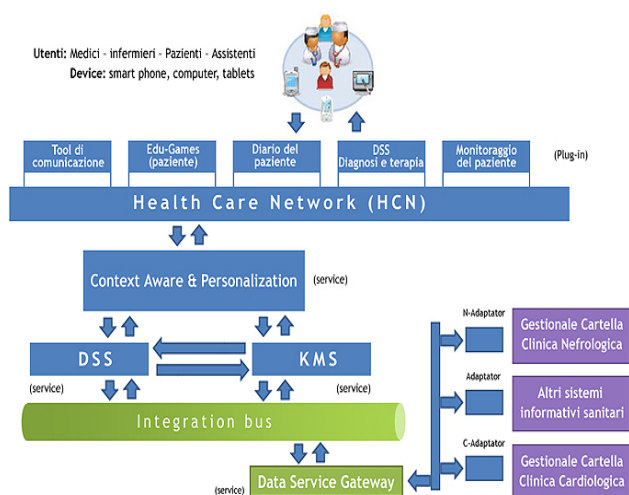 Utenti: Medici - infermieri - Pazienti - Assistenti
Device: smart phone, computer, tablets
Tool di
comunicazione
Edu-Games
(paziente)
Diario del
paziente
DSS
Diagnosi e terapia
Monitoraggio
del paziente
(Plug-in)
Health Care Network (HCN)
Context Aware & Personalization
(service)
DSS
KMS
(service)
(service)
Integration bus
(service)
Data Service Gateway
N-Adaptator
Gestionale Cartella
Clinica Nefrologica
Adaptator
Altri sistemi
informativi sanitari
C-Adaptator
Gestionale Cartella
Clinica Cardiologica